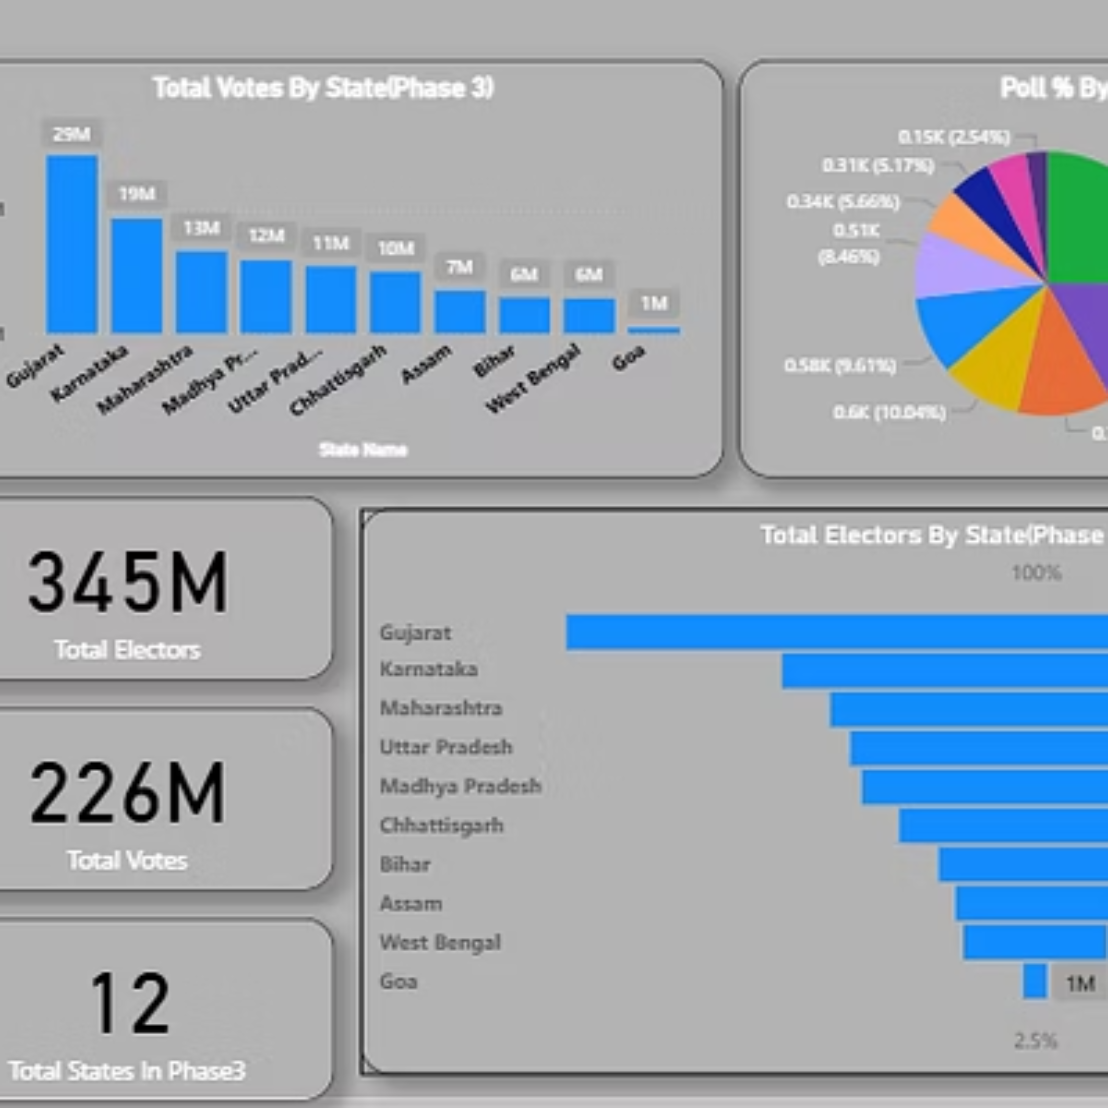 Total Votes By State(Phase 3)
29M
19M
13M
12M
11M
10M
7M
6M
6M
1M
Gujarat
Karnataka
Maharashtra
Madhya Pr...
Uttar Prad...
Chhattisgarh
Assam
Bihar
West Bengal
Goa
State Name
Poll % By
0.15K (2.54%)
0.31K (5.17%)
0.34K (5.66%)
0.51K
(8.46%)
0.58K (9.61%)
0.6K (10.04%)
0.
345M
Total Electors
226M
Total Votes
12
Total States In Phase3
Total Electors By State(Phase
100%
Gujarat
Karnataka
Maharashtra
Uttar Pradesh
Madhya Pradesh
Chhattisgarh
Bihar
Assam
West Bengal
Goa
1M
2.5%